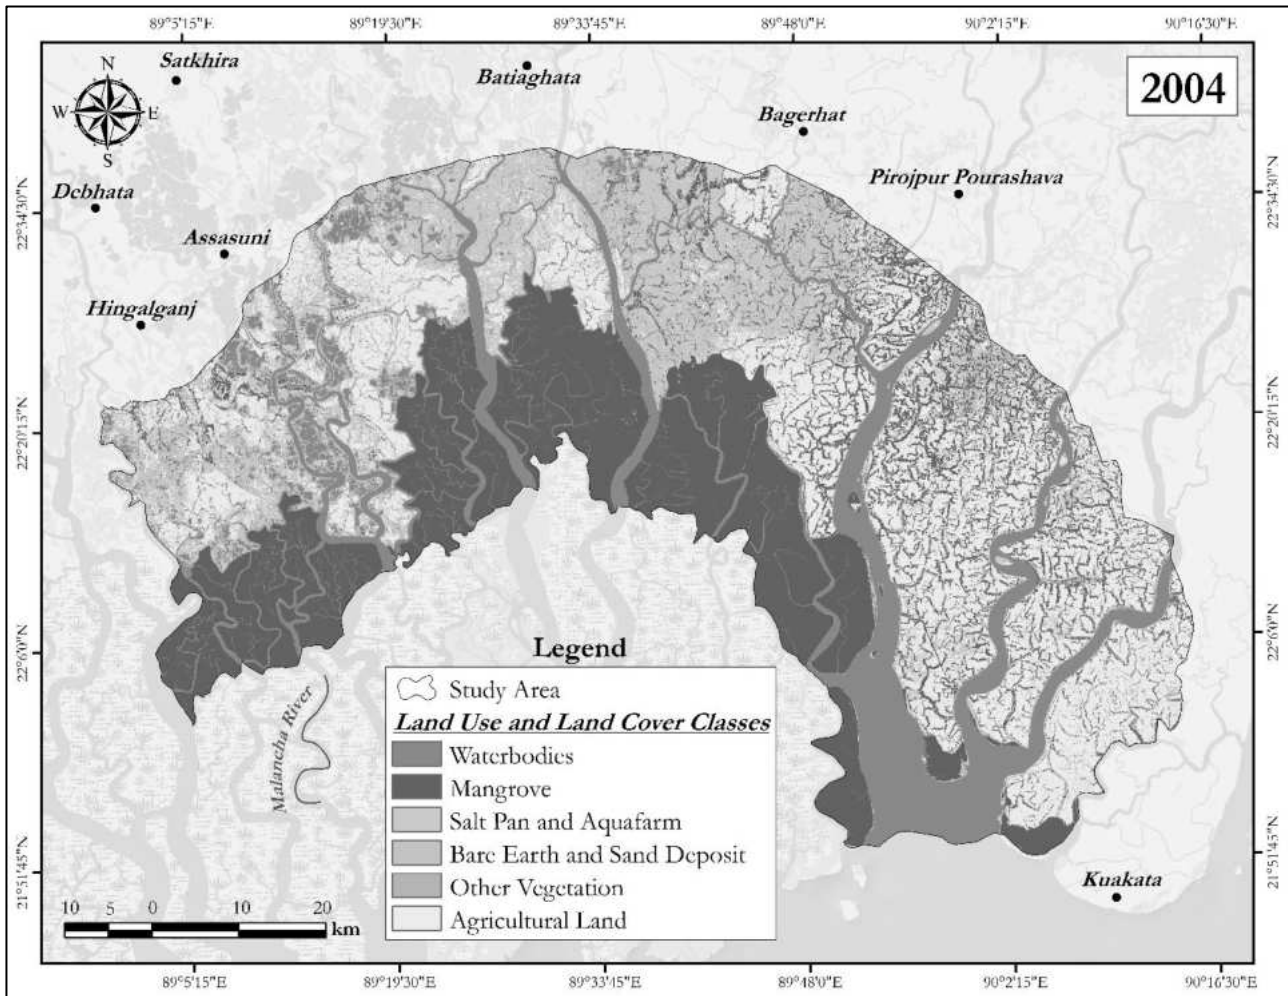 89°5'15"E 89°19'30"E 89°33'45"E 89°48'0"E 90°2'15"E 90°16'30"E
2004
Satkhira
Batiaghata
Bagerhat
N
W E
S
Debhata
Pirojpur Pourashava
Assasuni
Hingalganj
22°34'30"N
22°34'30"N
22°20'15"N
22°20'15"N
22°6'0"N
22°6'0"N
21°51'45"N
21°51'45"N
Malancha River
Legend
Study Area
Land Use and Land Cover Classes
Waterbodies
Mangrove
Salt Pan and Aquafarm
Bare Earth and Sand Deposit
Other Vegetation
Agricultural Land
Kuakata
10 5 0 10 20
km
89°5'15"E 89°19'30"E 89°33'45"E 89°48'0"E 90°2'15"E 90°16'30"E